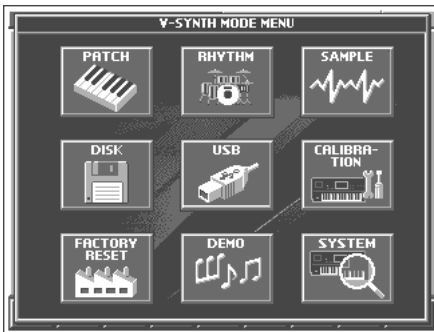 V-SYNTH MODE MENU
PATCH
RHYTHM
SAMPLE
DISK
USB
CALIBRA-
TION
FACTORY
RESET
DEMO
SYSTEM